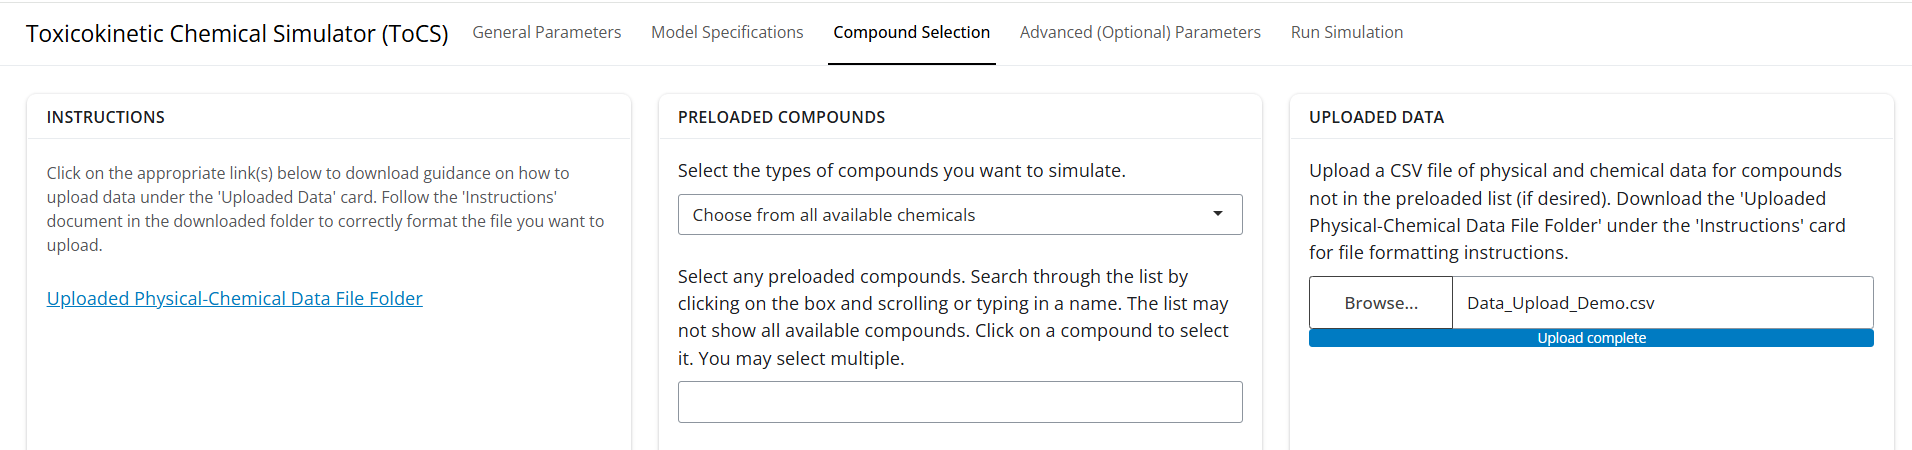 Toxicokinetic Chemical Simulator (ToCS) General Parameters Model Specifications Compound Selection Advanced (Optional) Parameters Run Simulation
INSTRUCTIONS
Click on the appropriate link(s) below to download guidance on how to
upload data under the 'Uploaded Data' card. Follow the 'Instructions'
document in the downloaded folder to correctly format the file you want to
upload.
Uploaded Physical-Chemical Data File Folder
PRELOADED COMPOUNDS
Select the types of compounds you want to simulate.
Choose from all available chemicals
Select any preloaded compounds. Search through the list by
clicking on the box and scrolling or typing in a name. The list may
not show all available compounds. Click on a compound to select
it. You may select multiple.
UPLOADED DATA
Upload a CSV file of physical and chemical data for compounds
not in the preloaded list (if desired). Download the 'Uploaded
Physical-Chemical Data File Folder' under the 'Instructions' card
for file formatting instructions.
Browse... Data_Upload_Demo.csv
Upload complete